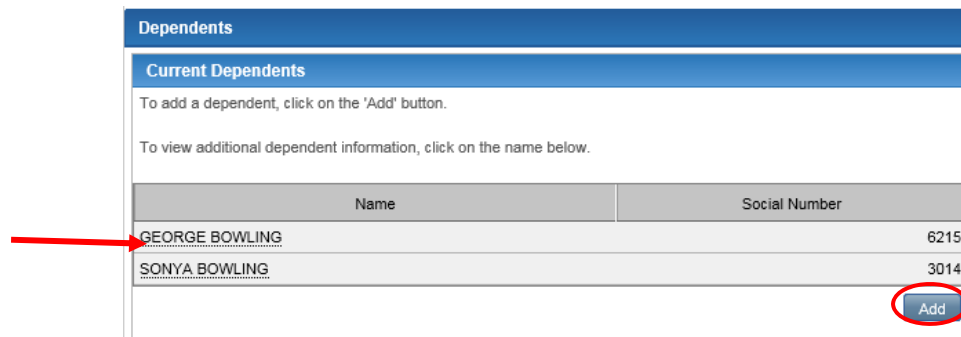 Dependents
Current Dependents
To add a dependent, click on the 'Add' button.
To view additional dependent information, click on the name below.
Name Social Number
GEORGE BOWLING 6215
SONYA BOWLING 3014
Add